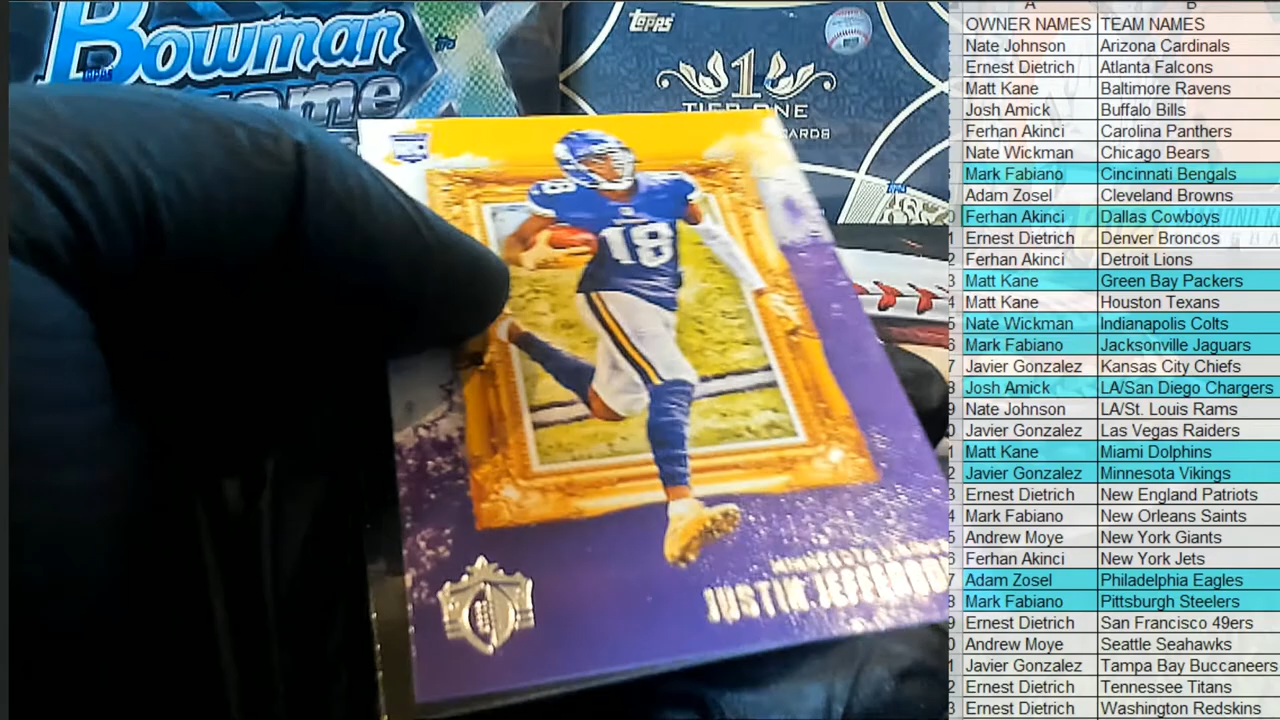 BOWMAN
TOPPS
Topps
1
TIER ONE
CARDS
18
MINNESOTA
JUSTIN JEFFERSON
A B
OWNER NAMES TEAM NAMES
Nate Johnson Arizona Cardinals
Ernest Dietrich Atlanta Falcons
Matt Kane Baltimore Ravens
Josh Amick Buffalo Bills
Ferhan Akinci Carolina Panthers
Nate Wickman Chicago Bears
Mark Fabiano Cincinnati Bengals
Adam Zosel Cleveland Browns
Ferhan Akinci Dallas Cowboys
Ernest Dietrich Denver Broncos
Ferhan Akinci Detroit Lions
Matt Kane Green Bay Packers
Matt Kane Houston Texans
Nate Wickman Indianapolis Colts
Mark Fabiano Jacksonville Jaguars
Javier Gonzalez Kansas City Chiefs
Josh Amick LA/San Diego Chargers
Nate Johnson LA/St. Louis Rams
Javier Gonzalez Las Vegas Raiders
Matt Kane Miami Dolphins
Javier Gonzalez Minnesota Vikings
Ernest Dietrich New England Patriots
Mark Fabiano New Orleans Saints
Andrew Moye New York Giants
Ferhan Akinci New York Jets
Adam Zosel Philadelphia Eagles
Mark Fabiano Pittsburgh Steelers
Ernest Dietrich San Francisco 49ers
Andrew Moye Seattle Seahawks
Javier Gonzalez Tampa Bay Buccaneers
Ernest Dietrich Tennessee Titans
Ernest Dietrich Washington Redskins